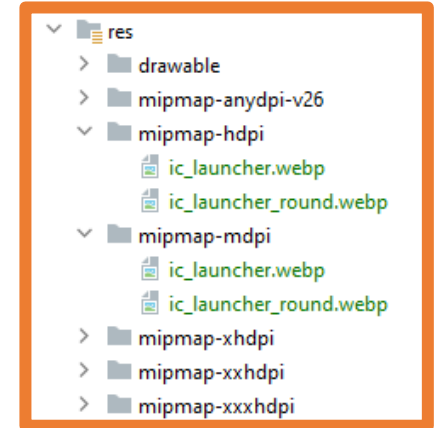 res
drawable
mipmap-anydpi-v26
mipmap-hdpi
ic_launcher.webp
ic_launcher_round.webp
mipmap-mdpi
ic_launcher.webp
ic_launcher_round.webp
mipmap-xhdpi
mipmap-xxhdpi
mipmap-xxxhdpi